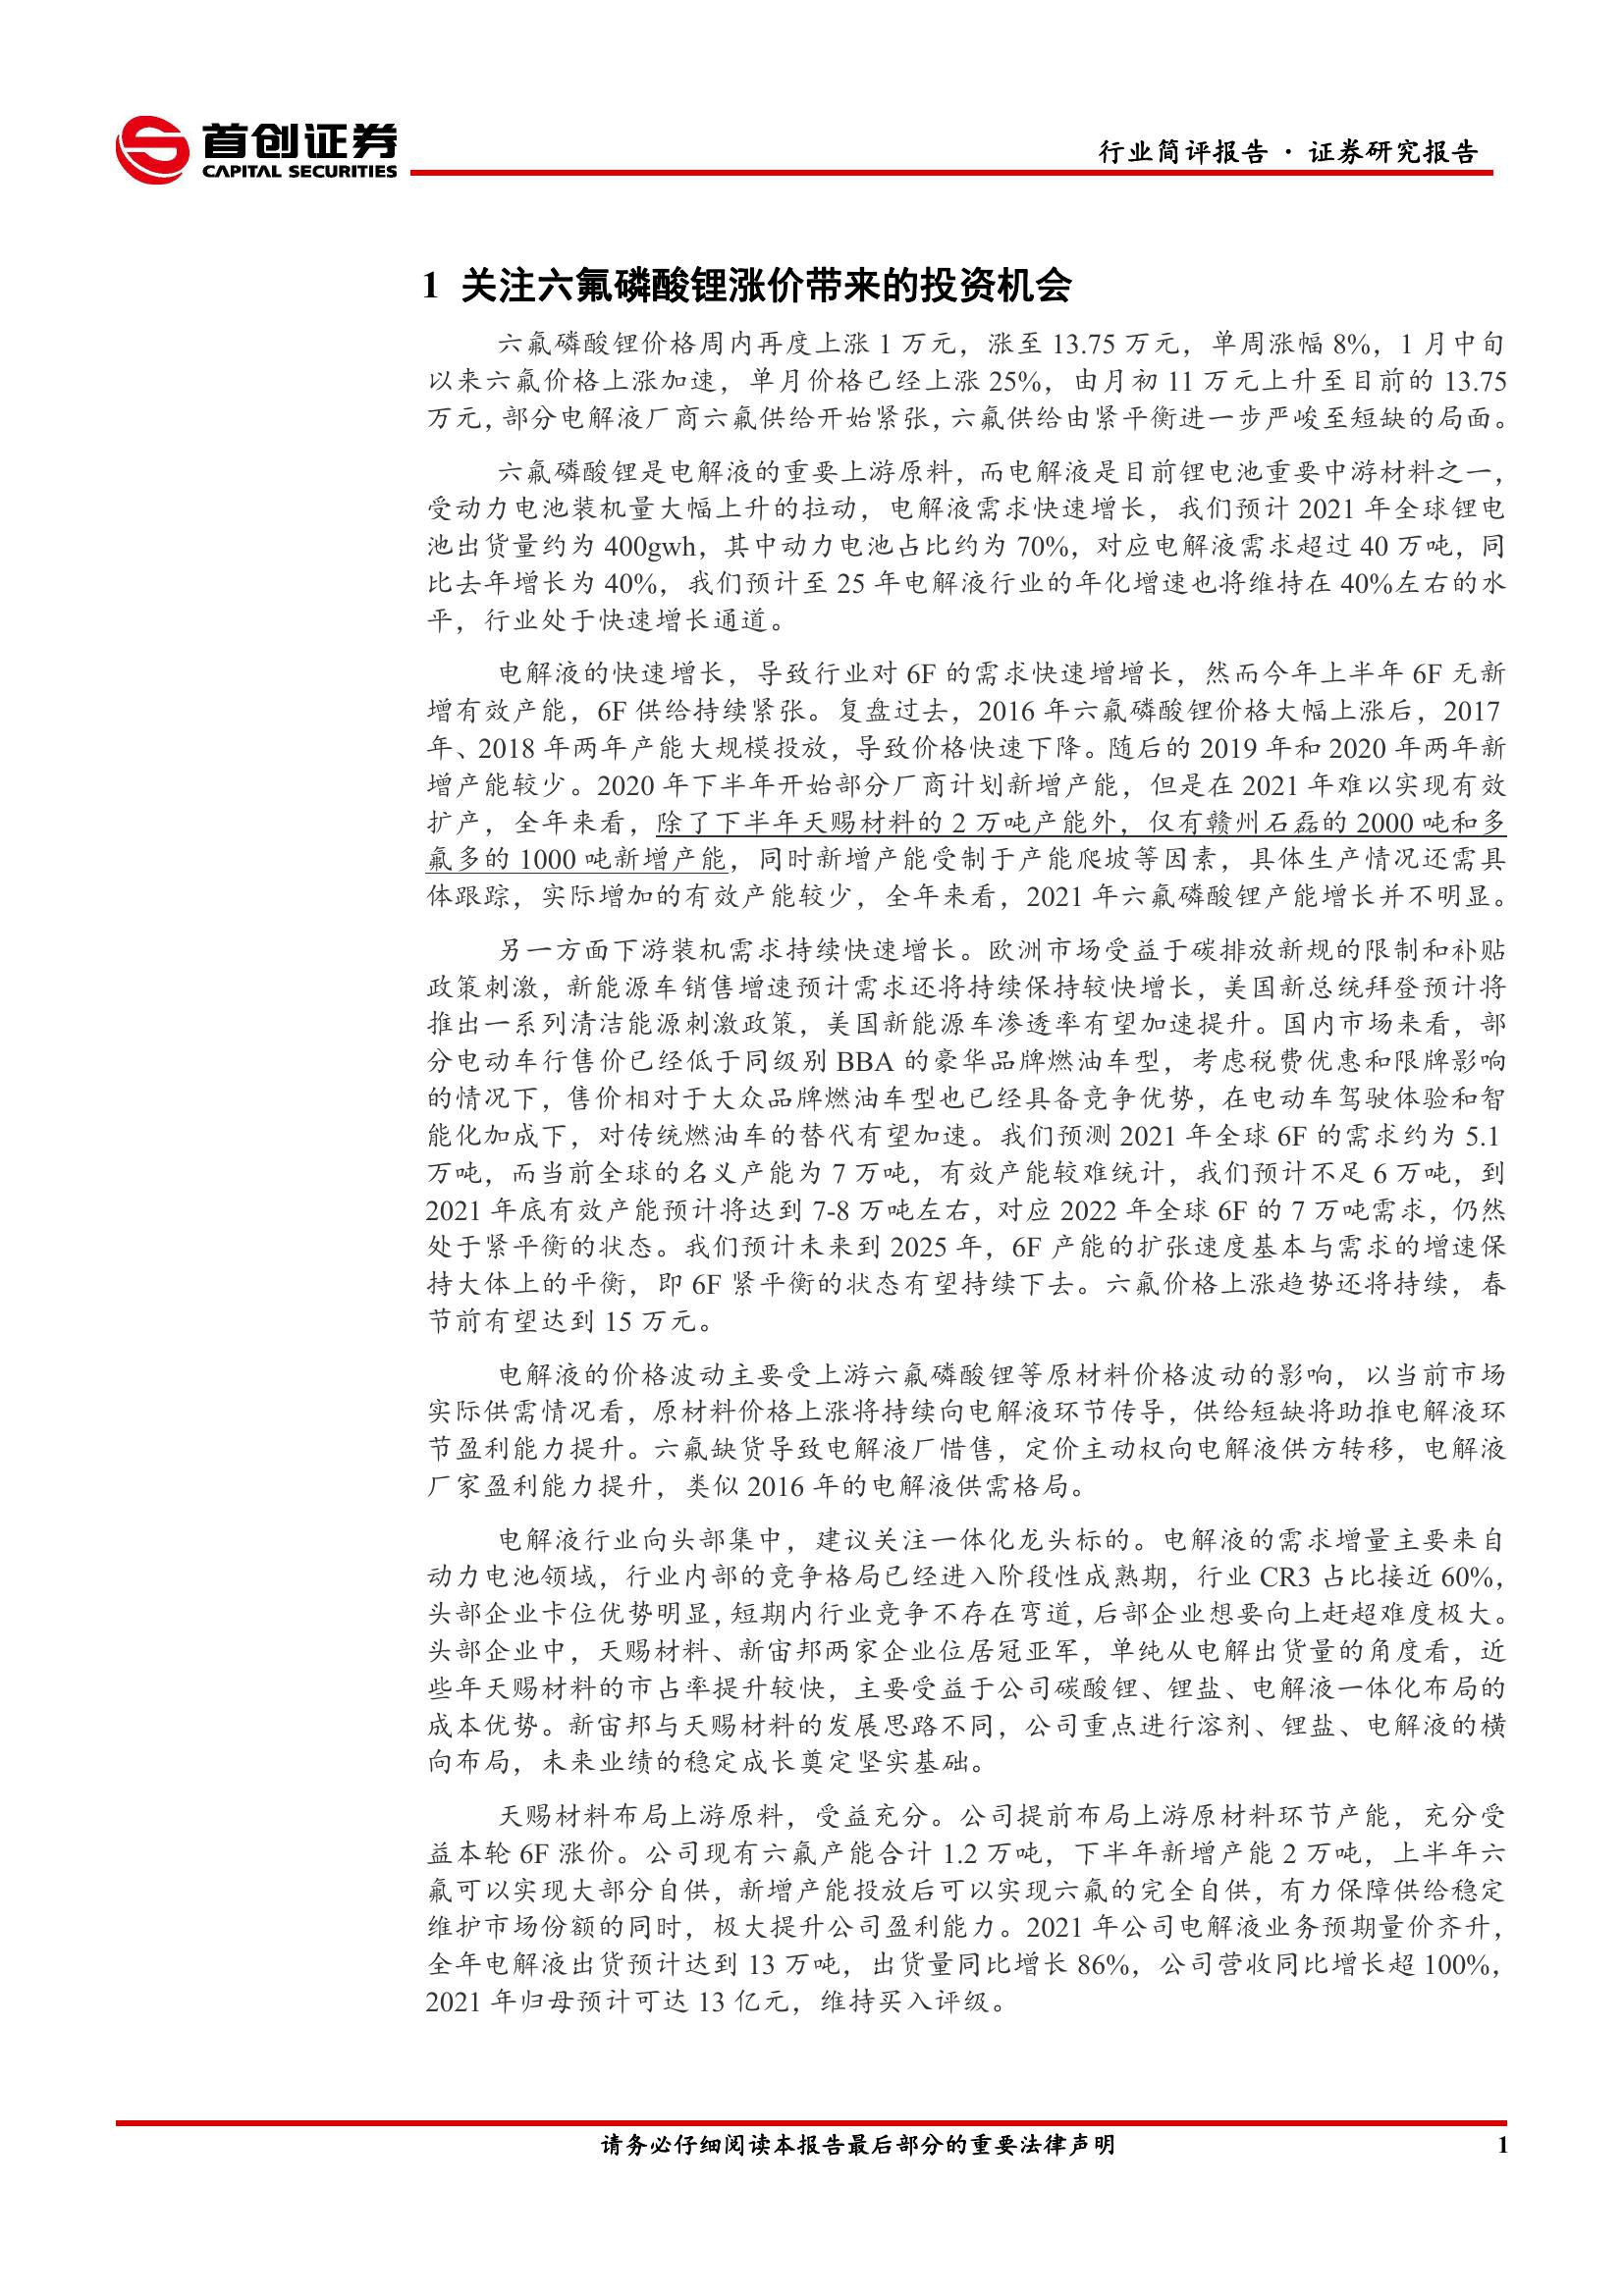 首创证券
CAPITAL SECURITIES
行业简评报告 · 证券研究报告
1 关注六氟磷酸锂涨价带来的投资机会
六氟磷酸锂价格周内再度上涨 1 万元，涨至 13.75 万元，单周涨幅 8%，1 月中旬
以来六氟价格上涨加速，单月价格已经上涨 25%，由月初 11 万元上升至目前的 13.75
万元，部分电解液厂商六氟供给开始紧张，六氟供给由紧平衡进一步严峻至短缺的局面。
六氟磷酸锂是电解液的重要上游原料，而电解液是目前锂电池重要中游材料之一，
受动力电池装机量大幅上升的拉动，电解液需求快速增长，我们预计 2021 年全球锂电
池出货量约为 400gwh，其中动力电池占比约为 70%，对应电解液需求超过 40 万吨，同
比去年增长为 40%，我们预计至 25 年电解液行业的年化增速也将维持在 40%左右的水
平，行业处于快速增长通道。
电解液的快速增长，导致行业对 6F 的需求快速增增长，然而今年上半年 6F 无新
增有效产能，6F 供给持续紧张。复盘过去，2016 年六氟磷酸锂价格大幅上涨后，2017
年、2018 年两年产能大规模投放，导致价格快速下降。随后的 2019 年和 2020 年两年新
增产能较少。2020 年下半年开始部分厂商计划新增产能，但是在 2021 年难以实现有效
扩产，全年来看，除了下半年天赐材料的 2 万吨产能外，仅有赣州石磊的 2000 吨和多
氟多的 1000 吨新增产能，同时新增产能受制于产能爬坡等因素，具体生产情况还需具
体跟踪，实际增加的有效产能较少，全年来看，2021 年六氟磷酸锂产能增长并不明显。
另一方面下游装机需求持续快速增长。欧洲市场受益于碳排放新规的限制和补贴
政策刺激，新能源车销售增速预计需求还将持续保持较快增长，美国新总统拜登预计将
推出一系列清洁能源刺激政策，美国新能源车渗透率有望加速提升。国内市场来看，部
分电动车行售价已经低于同级别 BBA 的豪华品牌燃油车型，考虑税费优惠和限牌影响
的情况下，售价相对于大众品牌燃油车型也已经具备竞争优势，在电动车驾驶体验和智
能化加成下，对传统燃油车的替代有望加速。我们预测 2021 年全球 6F 的需求约为 5.1
万吨，而当前全球的名义产能为 7 万吨，有效产能较难统计，我们预计不足 6 万吨，到
2021 年底有效产能预计将达到 7-8 万吨左右，对应 2022 年全球 6F 的 7 万吨需求，仍然
处于紧平衡的状态。我们预计未来到 2025 年，6F 产能的扩张速度基本与需求的增速保
持大体上的平衡，即 6F 紧平衡的状态有望持续下去。六氟价格上涨趋势还将持续，春
节前有望达到 15 万元。
电解液的价格波动主要受上游六氟磷酸锂等原材料价格波动的影响，以当前市场
实际供需情况看，原材料价格上涨将持续向电解液环节传导，供给短缺将助推电解液环
节盈利能力提升。六氟缺货导致电解液厂惜售，定价主动权向电解液供方转移，电解液
厂家盈利能力提升，类似 2016 年的电解液供需格局。
电解液行业向头部集中，建议关注一体化龙头标的。电解液的需求增量主要来自
动力电池领域，行业内部的竞争格局已经进入阶段性成熟期，行业 CR3 占比接近 60%，
头部企业卡位优势明显，短期内行业竞争不存在弯道，后部企业想要向上赶超难度极大。
头部企业中，天赐材料、新宙邦两家企业位居冠亚军，单纯从电解出货量的角度看，近
些年天赐材料的市占率提升较快，主要受益于公司碳酸锂、锂盐、电解液一体化布局的
成本优势。新宙邦与天赐材料的发展思路不同，公司重点进行溶剂、锂盐、电解液的横
向布局，未来业绩的稳定成长奠定坚实基础。
天赐材料布局上游原料，受益充分。公司提前布局上游原材料环节产能，充分受
益本轮 6F 涨价。公司现有六氟产能合计 1.2 万吨，下半年新增产能 2 万吨，上半年六
氟可以实现大部分自供，新增产能投放后可以实现六氟的完全自供，有力保障供给稳定
维护市场份额的同时，极大提升公司盈利能力。2021 年公司电解液业务预期量价齐升，
全年电解液出货预计达到 13 万吨，出货量同比增长 86%，公司营收同比增长超 100%，
2021 年归母预计可达 13 亿元，维持买入评级。
请务必仔细阅读本报告最后部分的重要法律声明
1